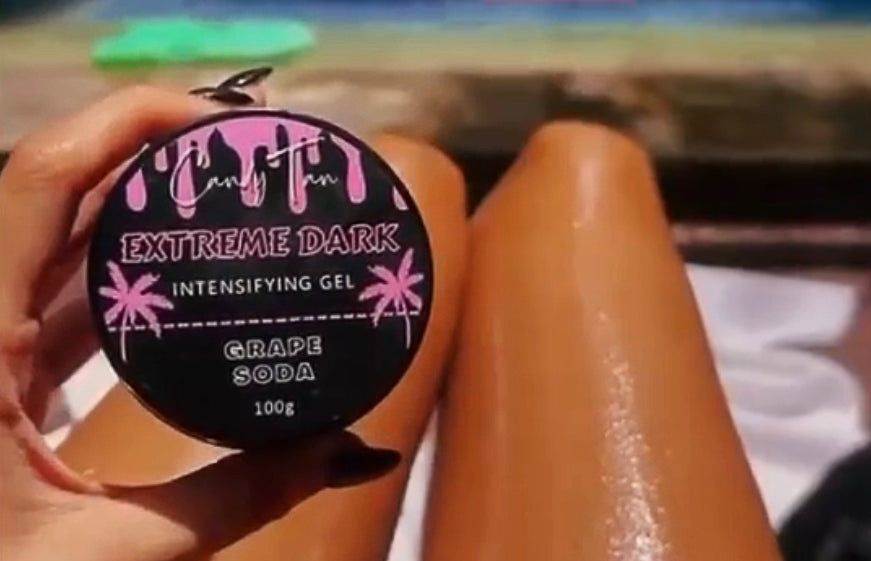 Candy Tan
EXTREME DARK
INTENSIFYING GEL
GRAPE
SODA
100g